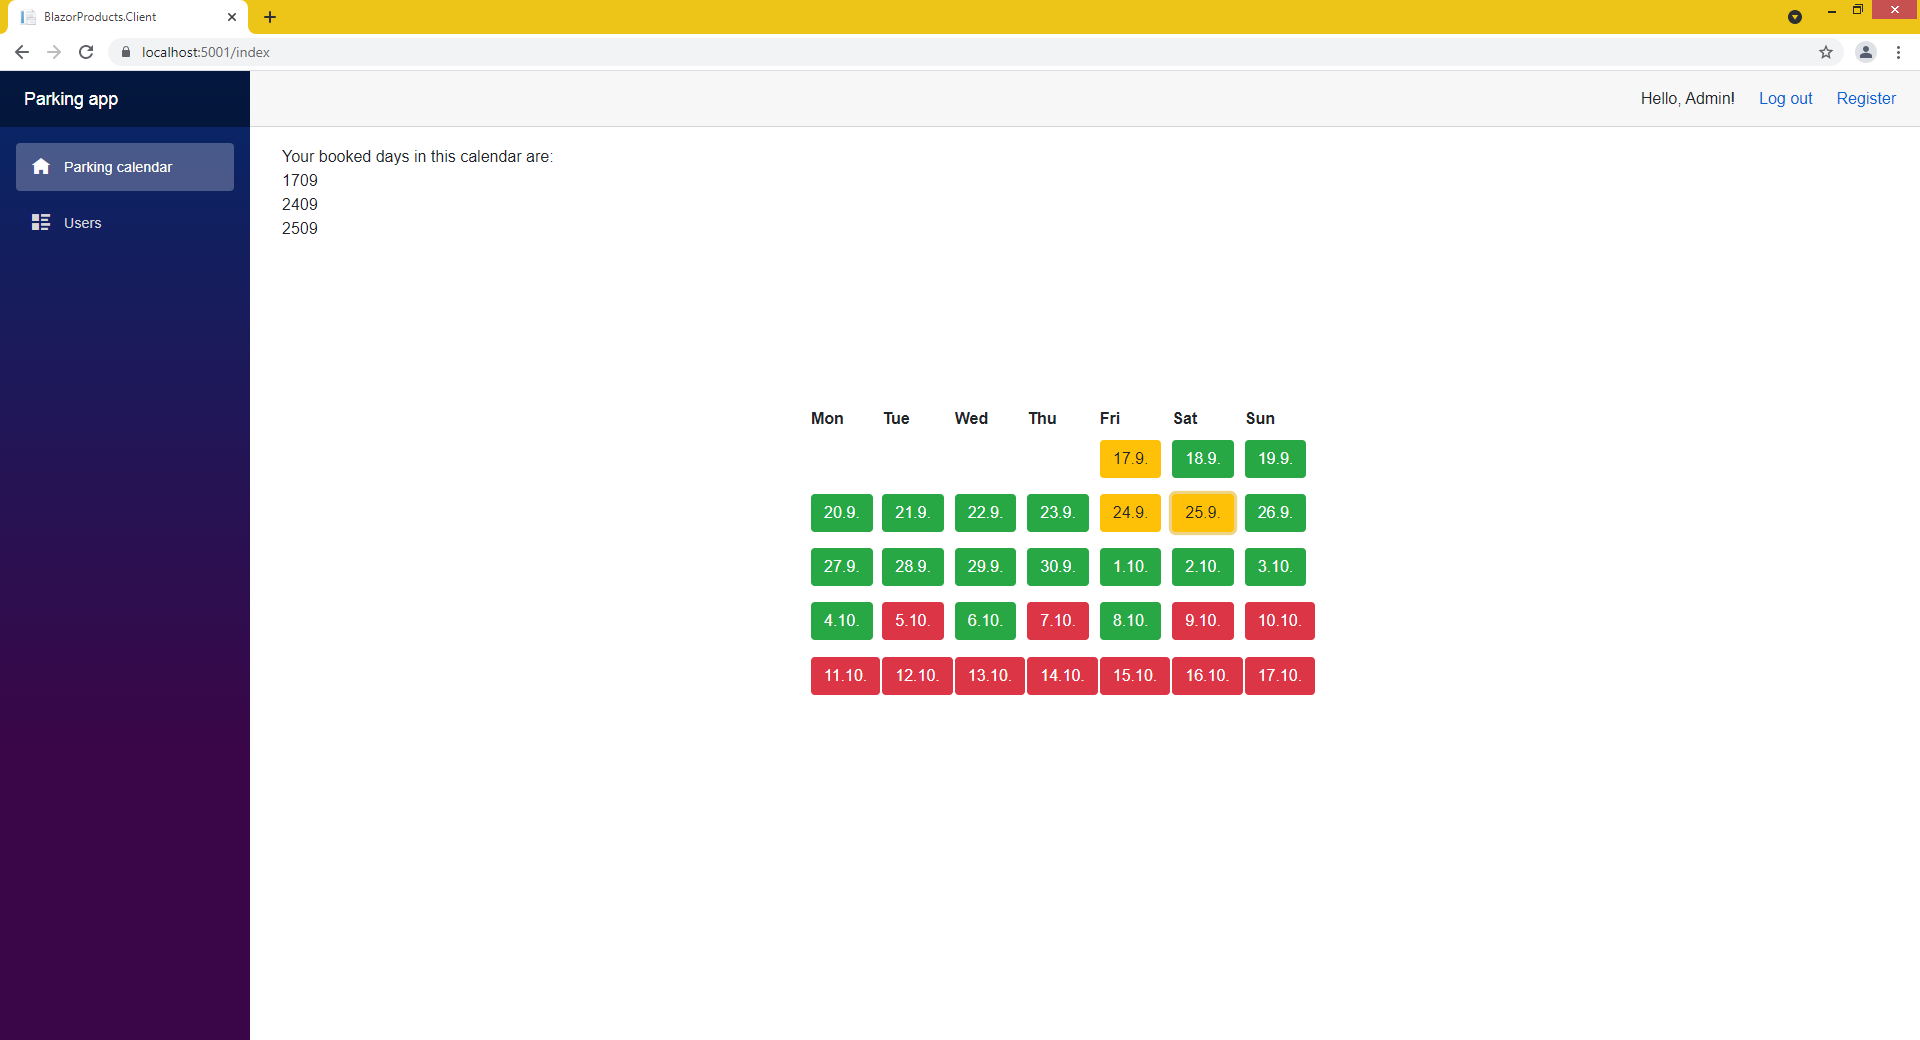 BlazorProducts.Client
localhost:5001/index
Parking app
Hello, Admin! Log out Register
Parking calendar
Users
Your booked days in this calendar are:
1709
2409
2509
Mon Tue Wed Thu Fri Sat Sun
17.9. 18.9. 19.9.
20.9. 21.9. 22.9. 23.9. 24.9. 25.9. 26.9.
27.9. 28.9. 29.9. 30.9. 1.10. 2.10. 3.10.
4.10. 5.10. 6.10. 7.10. 8.10. 9.10. 10.10.
11.10. 12.10. 13.10. 14.10. 15.10. 16.10. 17.10.